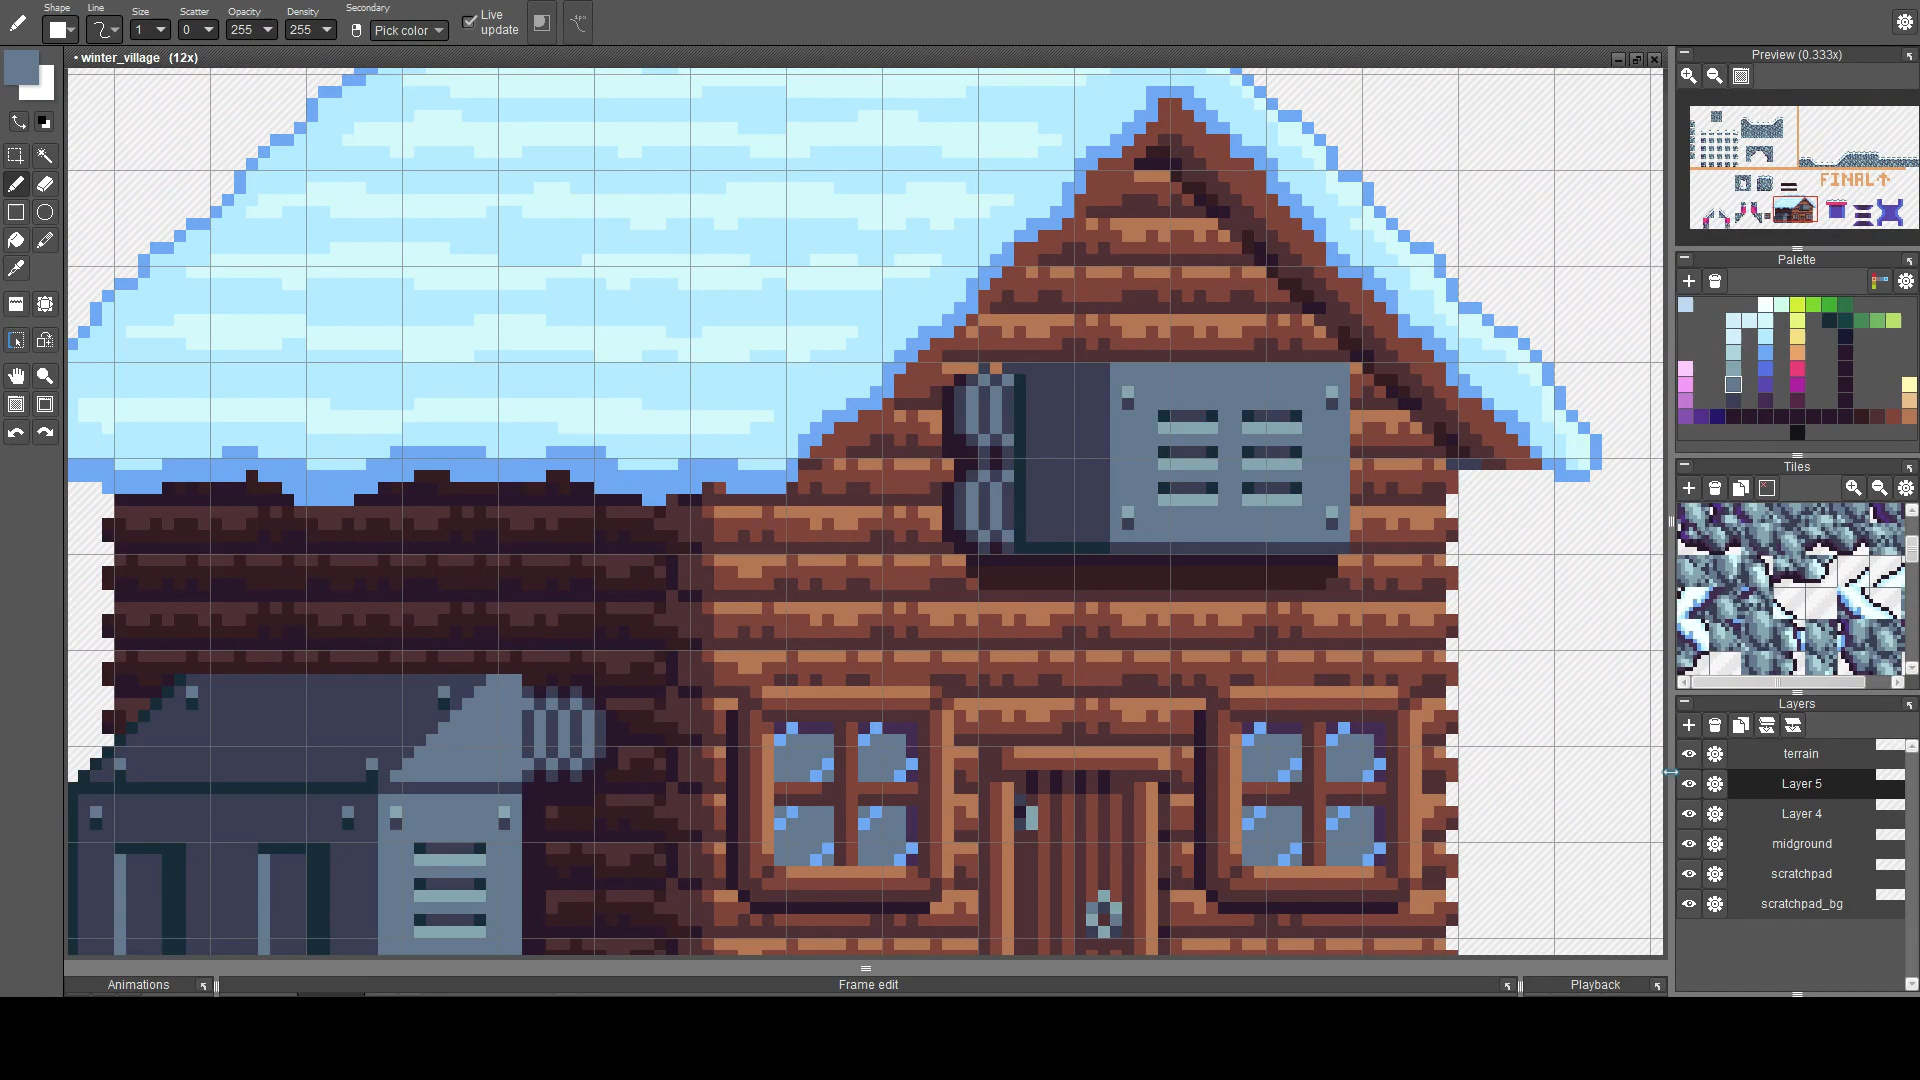 Shape Line Size Scatter Opacity Density Secondary
1 0 255 255 Pick color Live update
• winter_village (12x)
Preview (0.333x)
FINAL↑
Palette
Tiles
Layers
terrain
Layer 5
Layer 4
midground
scratchpad
scratchpad_bg
Animations Frame edit Playback